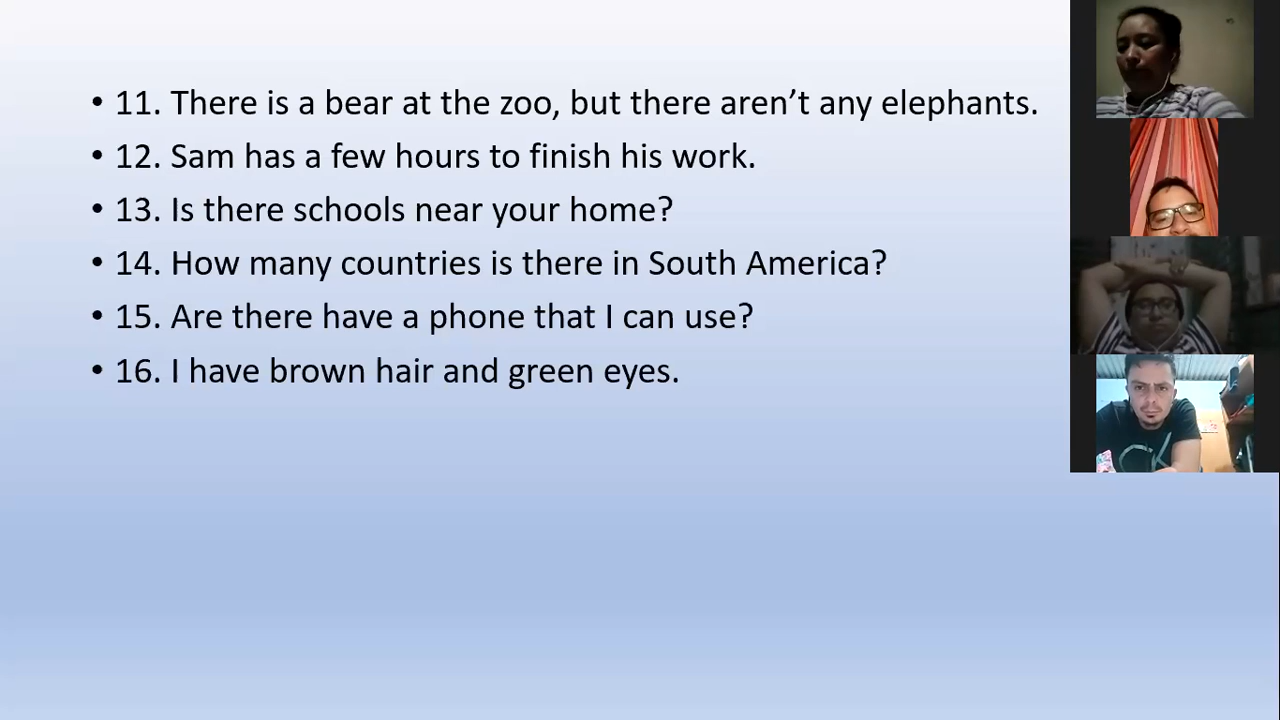 • 11. There is a bear at the zoo, but there aren’t any elephants.
• 12. Sam has a few hours to finish his work.
• 13. Is there schools near your home?
• 14. How many countries is there in South America?
• 15. Are there have a phone that I can use?
• 16. I have brown hair and green eyes.
CK